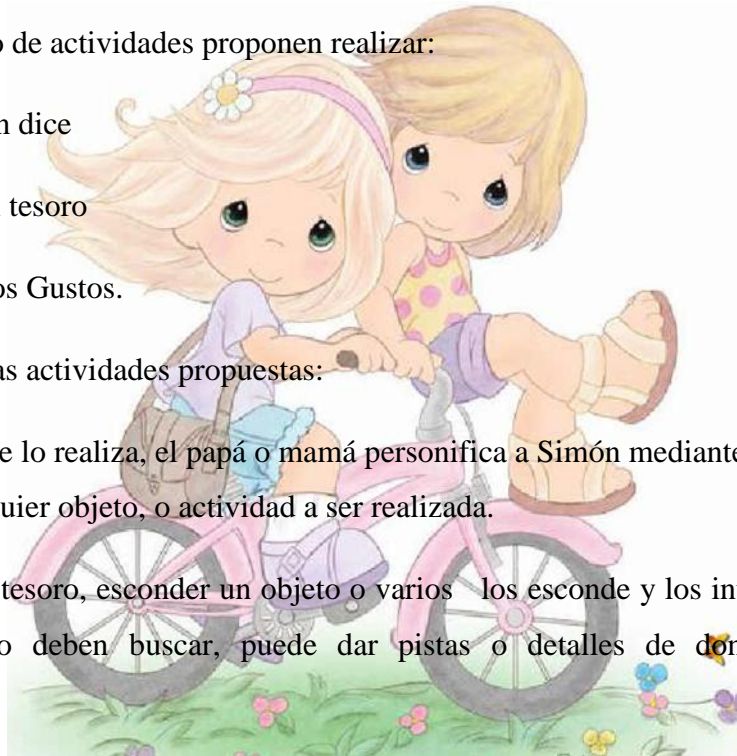 o de actividades proponen realizar:
n dice
tesoro
os Gustos.
as actividades propuestas:
e lo realiza, el papá o mamá personifica a Simón mediante
uier objeto, o actividad a ser realizada.
tesoro, esconder un objeto o varios los esconde y los in
o deben buscar, puede dar pistas o detalles de don